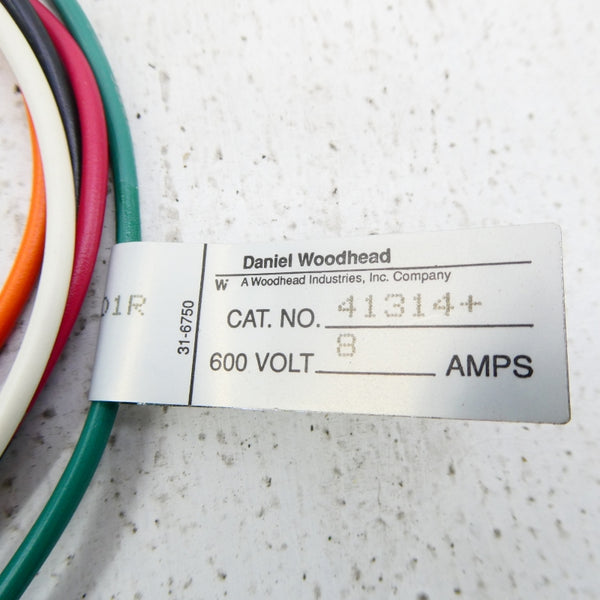 Daniel Woodhead
W A Woodhead Industries, Inc. Company
CAT. NO. 41314+
600 VOLT 8 AMPS
31-6750
01R